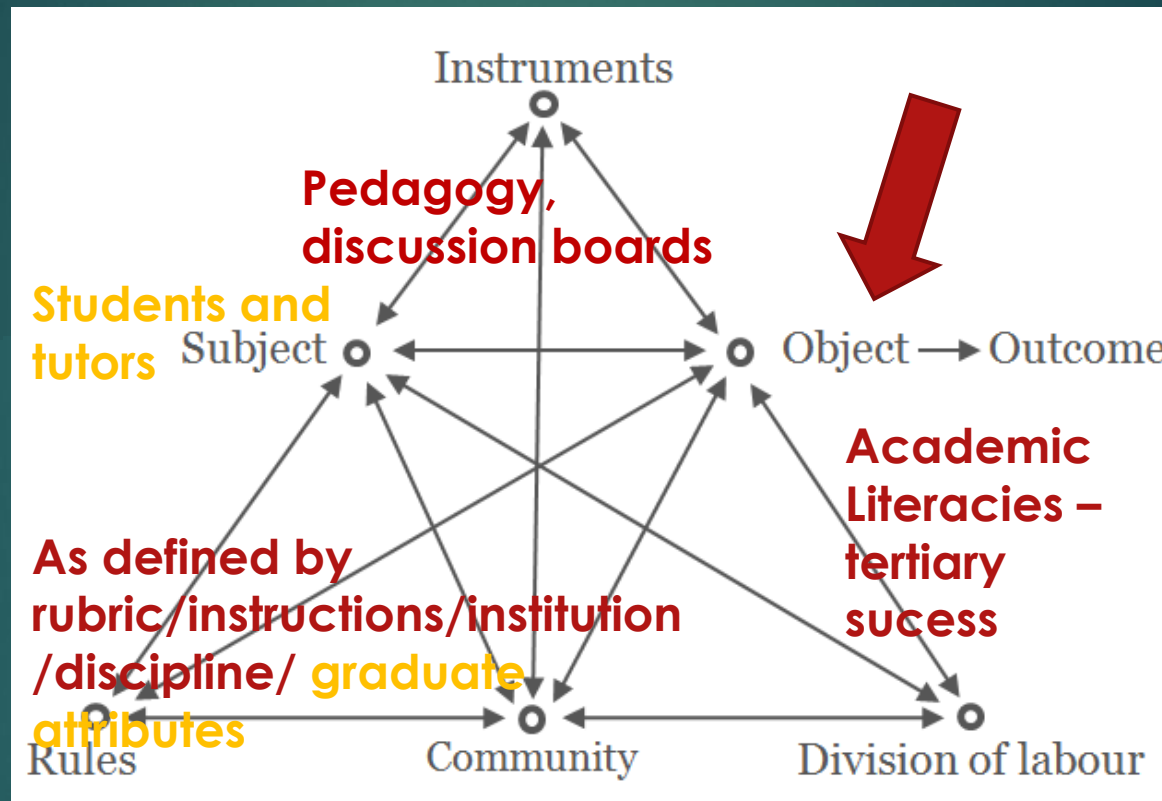 Instruments
Pedagogy,
discussion boards
Students and
tutors
Subject
Object
Outcome
Academic
Literacies –
tertiary
sucess
As defined by
rubric/instructions/institution
/discipline/ graduate
attributes
Rules
Community
Division of labour